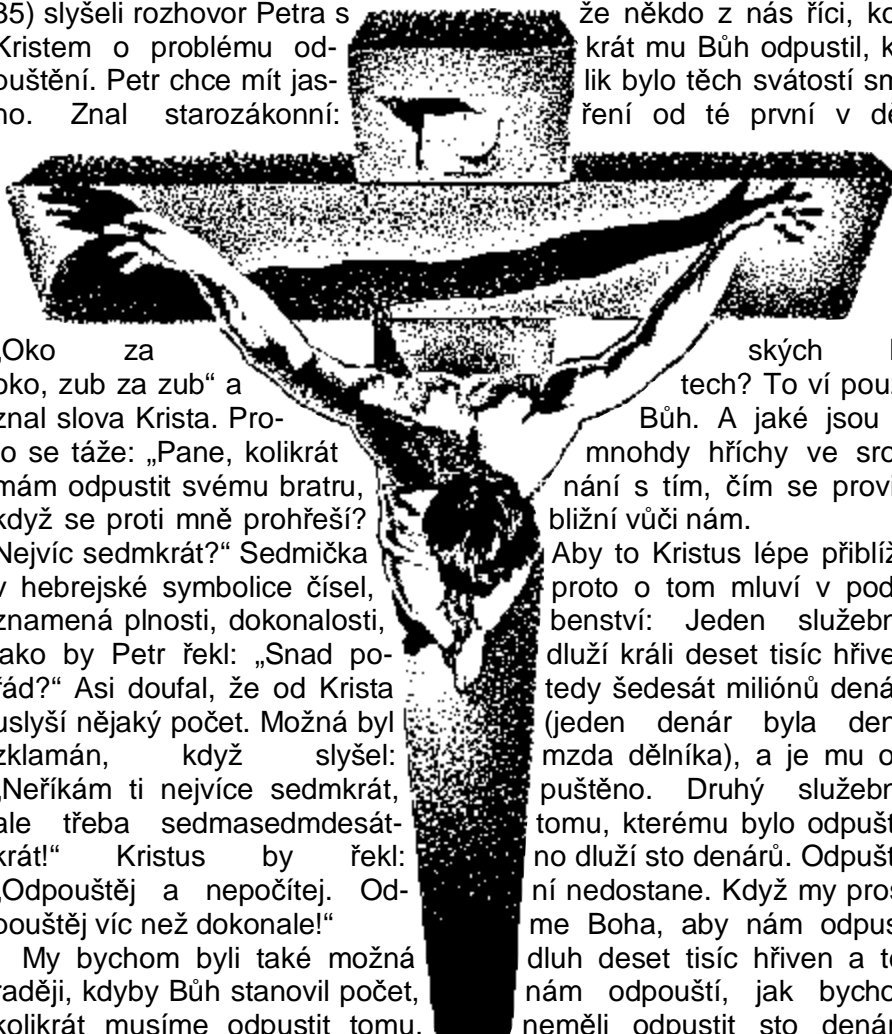 35) slyšeli rozhovor Petra s
Kristem o problému od-
pouštění. Petr chce mít jas-
no. Znal starozákonní:
„Oko za
oko, zub za zub“ a
znal slova Krista. Pro-
to se táže: „Pane, kolikrát
mám odpustit svému bratru,
když se proti mně prohřeší?
Nejvíc sedmkrát?“ Sedmička
v hebrejské symbolice čísel,
znamená plnosti, dokonalosti,
jako by Petr řekl: „Snad po-
řád?“ Asi doufal, že od Krista
uslyší nějaký počet. Možná byl
zklamán, když slyšel:
„Neříkám ti nejvíce sedmkrát,
ale třeba sedmasedmdesát-
krát!“ Kristus by řekl:
„Odpouštěj a nepočítej. Od-
pouštěj víc než dokonale!“
My bychom byli také možná
raději, kdyby Bůh stanovil počet,
kolikrát musíme odpustit tomu,
že někdo z nás říci, ko
krát mu Bůh odpustil, k
lik bylo těch svátostí sm
ření od té první v dě
ských l
tech? To ví pouz
Bůh. A jaké jsou
mnohdy hříchy ve sro
nání s tím, čím se provi
bližní vůči nám.
Aby to Kristus lépe přiblíž
proto o tom mluví v pod
benství: Jeden služebn
dluží králi deset tisíc hřive
tedy šedesát miliónů dená
(jeden denár byla den
mzda dělníka), a je mu o
puštěno. Druhý služebn
tomu, kterému bylo odpušt
no dluží sto denárů. Odpušt
ní nedostane. Když my pros
me Boha, aby nám odpus
dluh deset tisíc hřiven a t
nám odpouští, jak bycho
neměli odpustit sto denár